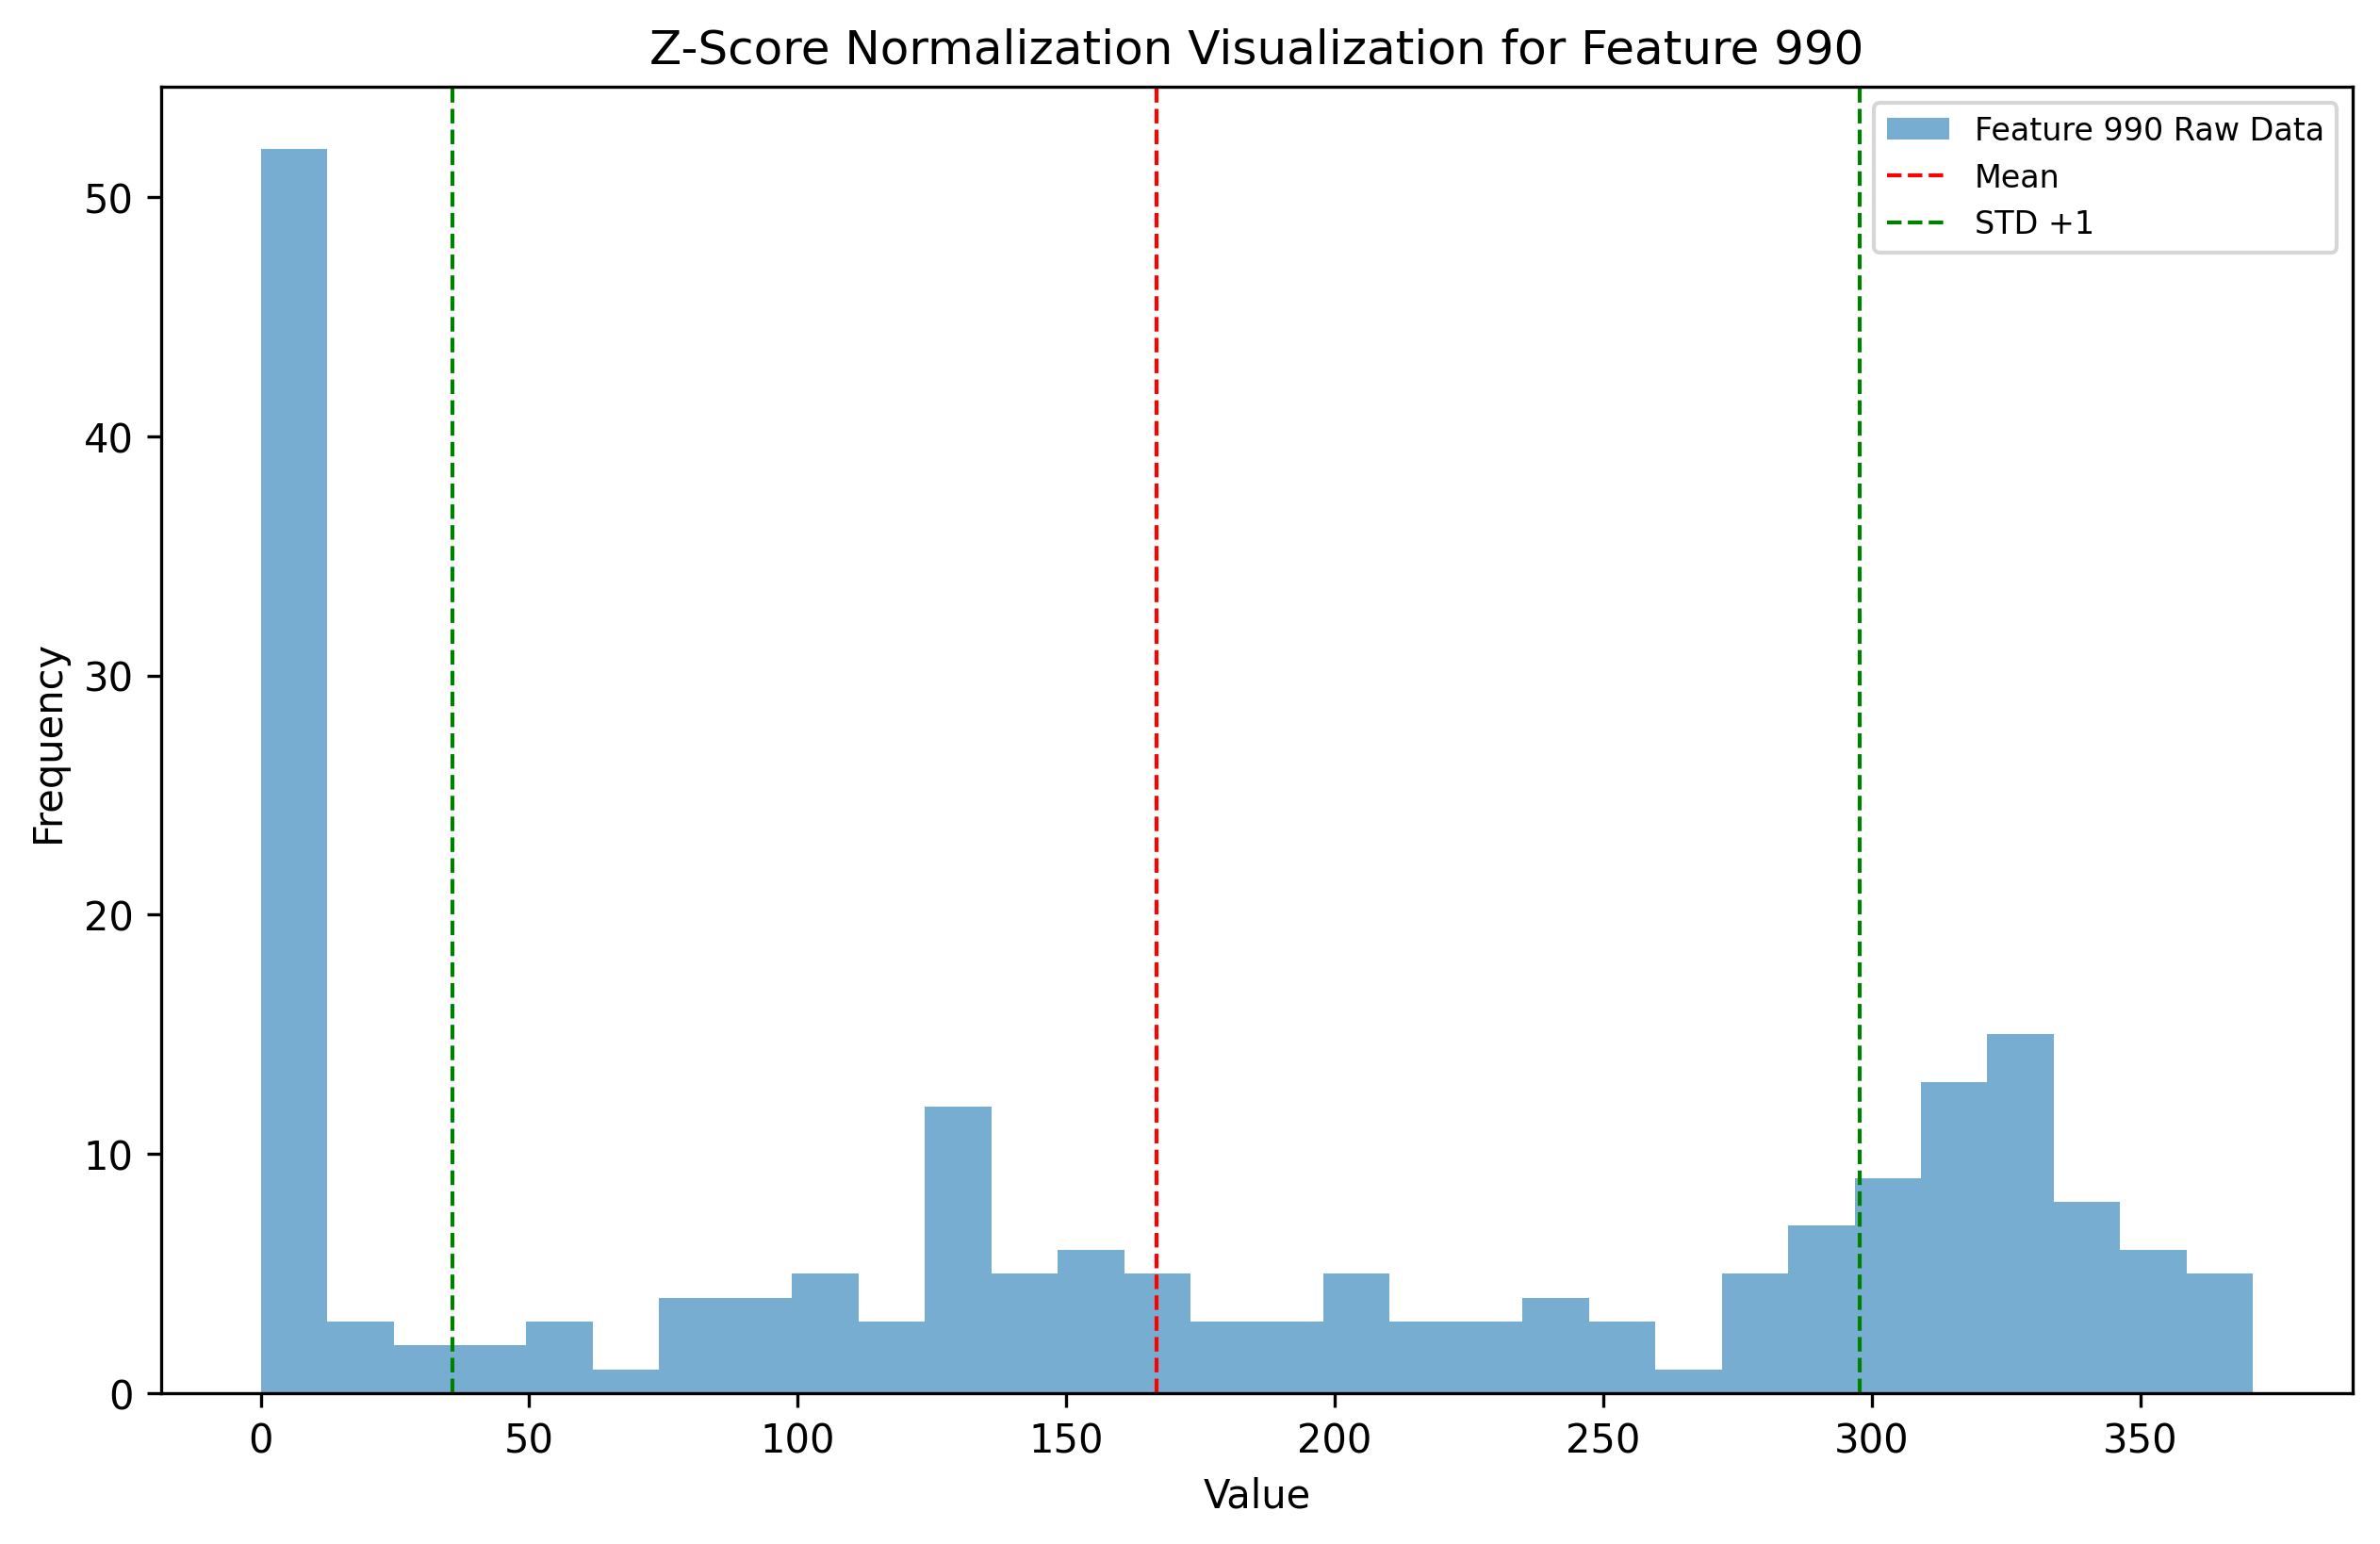 Z-Score Normalization Visualization for Feature 990
Feature 990 Raw Data
Mean
STD +1
Frequency
50
40
30
20
10
0
0 50 100 150 200 250 300 350
Value